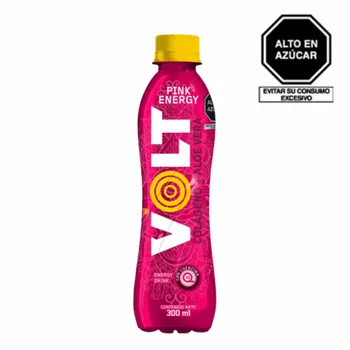 ALTO EN
AZÚCAR
EVITAR SU CONSUMO
EXCESIVO
PINK
ENERGY
VOLT
COLÁGENO - ALOE VERA
ENERGY
DRINK
CONTENIDO NETO
300 ml